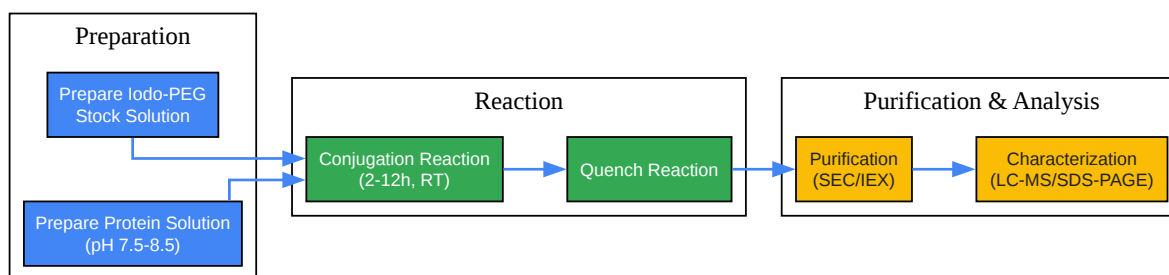 Preparation
Prepare Iodo-PEG
Stock Solution
Prepare Protein Solution
(pH 7.5-8.5)
Reaction
Conjugation Reaction
(2-12h, RT)
Quench Reaction
Purification & Analysis
Purification
(SEC/IEX)
Characterization
(LC-MS/SDS-PAGE)